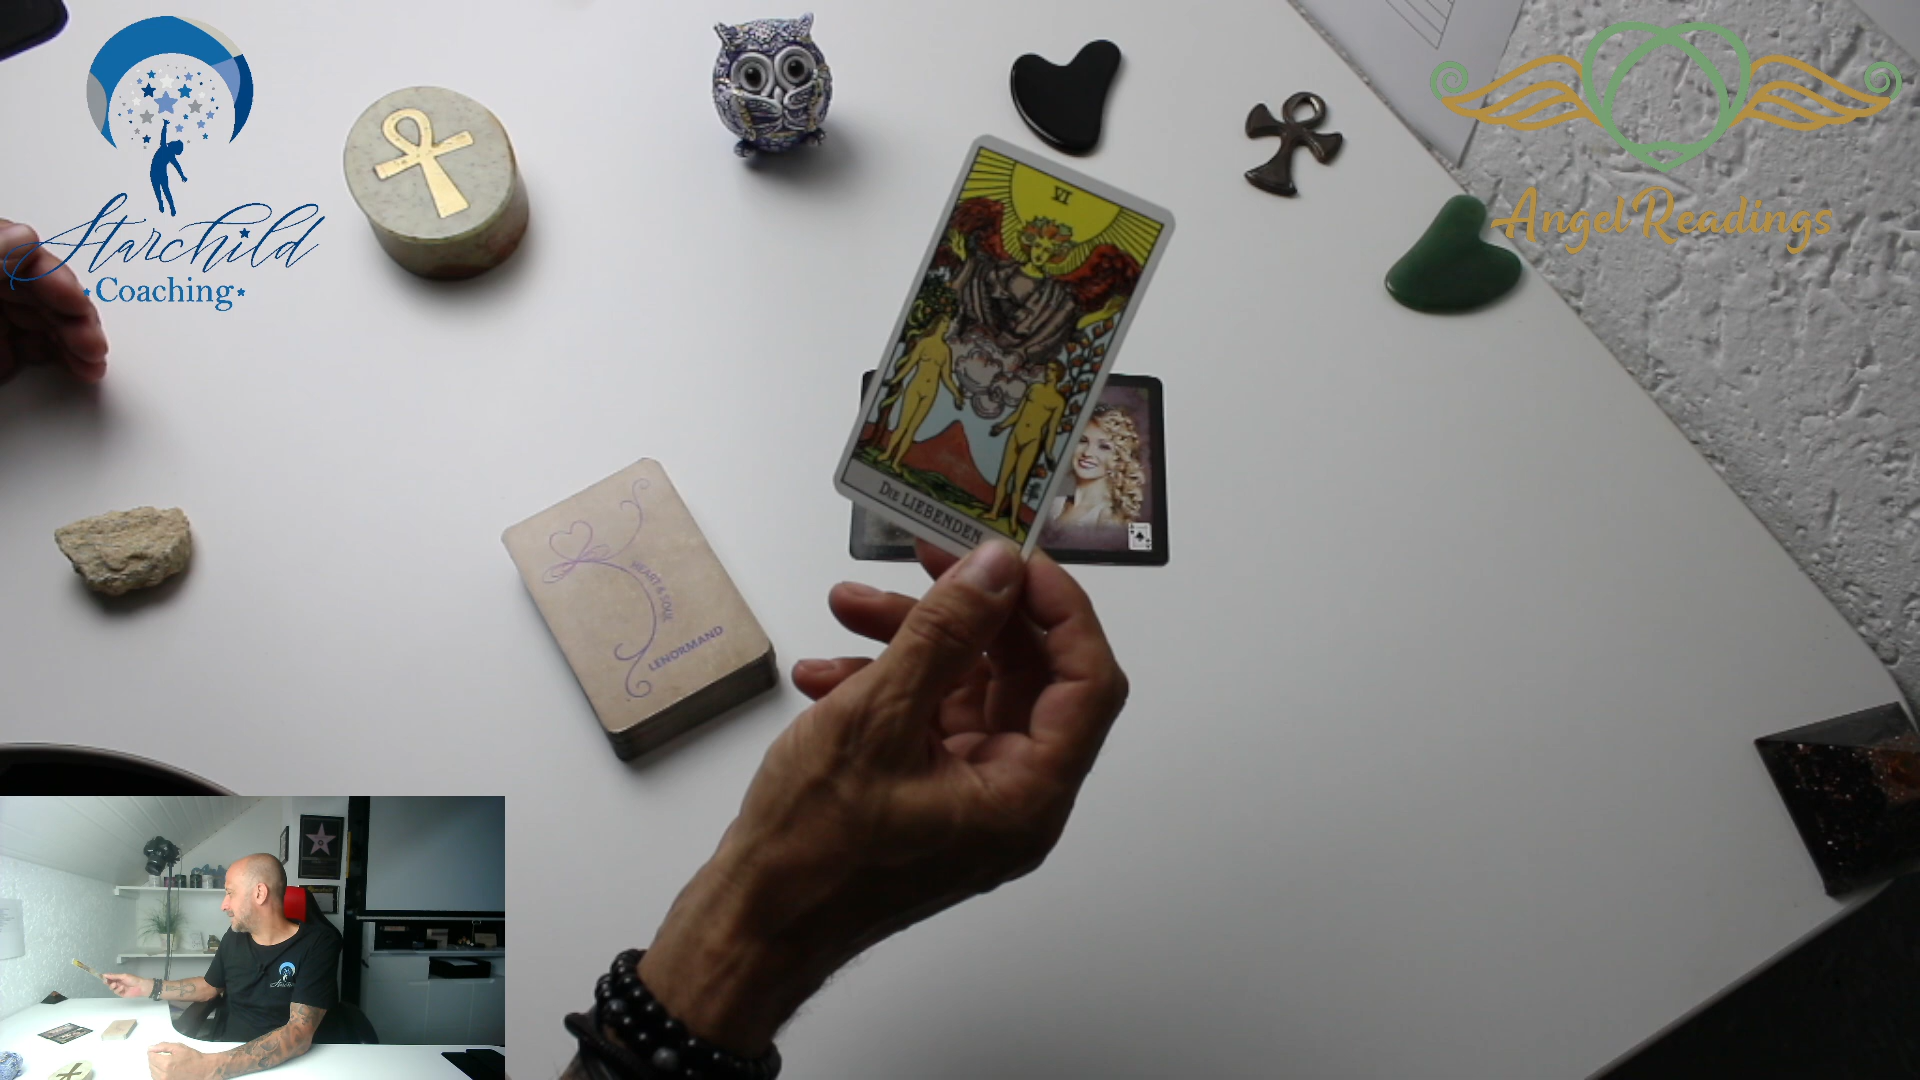 Starchild
Coaching
Angel Readings
VI
DIE LIEBENDEN
HEART & SOUL
LENORMAND